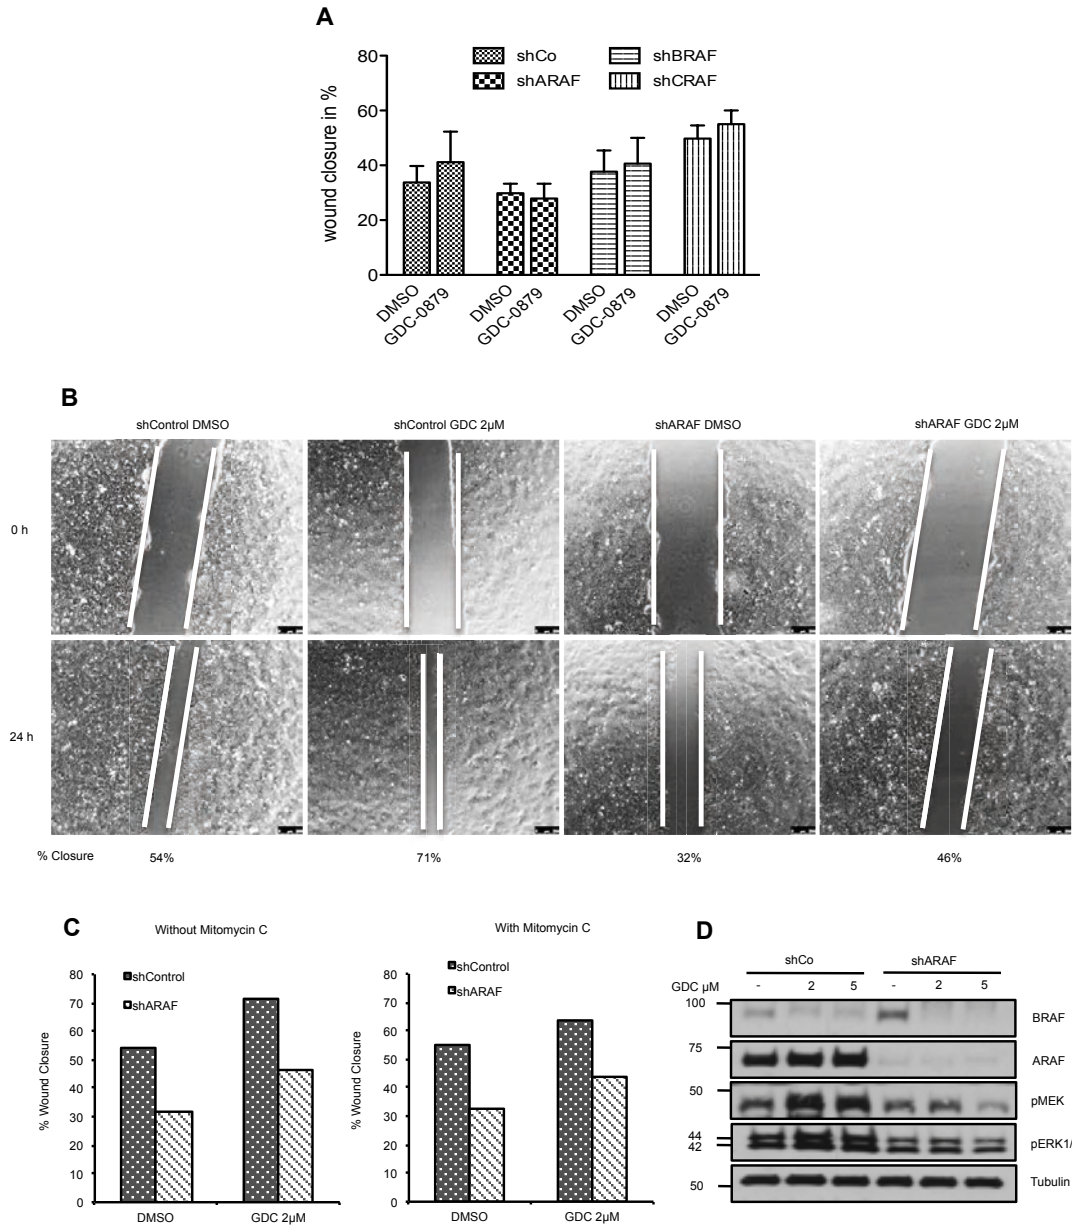 A
80
60
40
20
0
wound closure in %
shCo
shBRAF
shARAF
shCRAF
DMSO
GDC-0879
DMSO
GDC-0879
DMSO
GDC-0879
DMSO
GDC-0879
B
shControl DMSO
shControl GDC 2µM
shARAF DMSO
shARAF GDC 2µM
0 h
24 h
% Closure
54%
71%
32%
46%
C
Without Mitomycin C
% Wound Closure
80
70
60
50
40
30
20
10
0
shControl
shARAF
DMSO
GDC 2µM
With Mitomycin C
% Wound Closure
80
70
60
50
40
30
20
10
0
shControl
shARAF
DMSO
GDC 2µM
D
shCo
shARAF
GDC µM - 2 5 - 2 5
100
BRAF
75
ARAF
50
pMEK
44
42
pERK1/
50
Tubulin